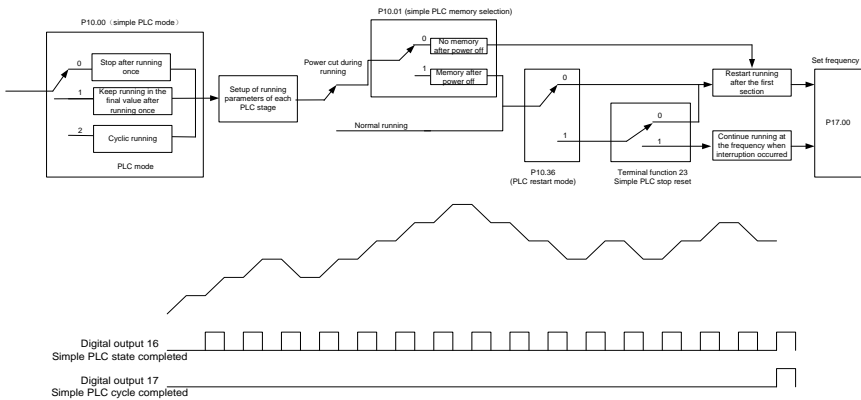 P10.00（simple PLC mode）
0
Stop after running
once
1
Keep running in the
final value after
running once
2
Cyclic running
PLC mode
Setup of running
parameters of each
PLC stage
Power cut during
running
Normal running
P10.01 (simple PLC memory selection)
0
No memory
after power off
1
Memory after
power off
0
1
P10.36
(PLC restart mode)
0
1
Terminal function 23
Simple PLC stop reset
Restart running
after the first
section
Continue running at
the frequency when
interruption occurred
Set frequency
P17.00
Digital output 16
Simple PLC state completed
Digital output 17
Simple PLC cycle completed